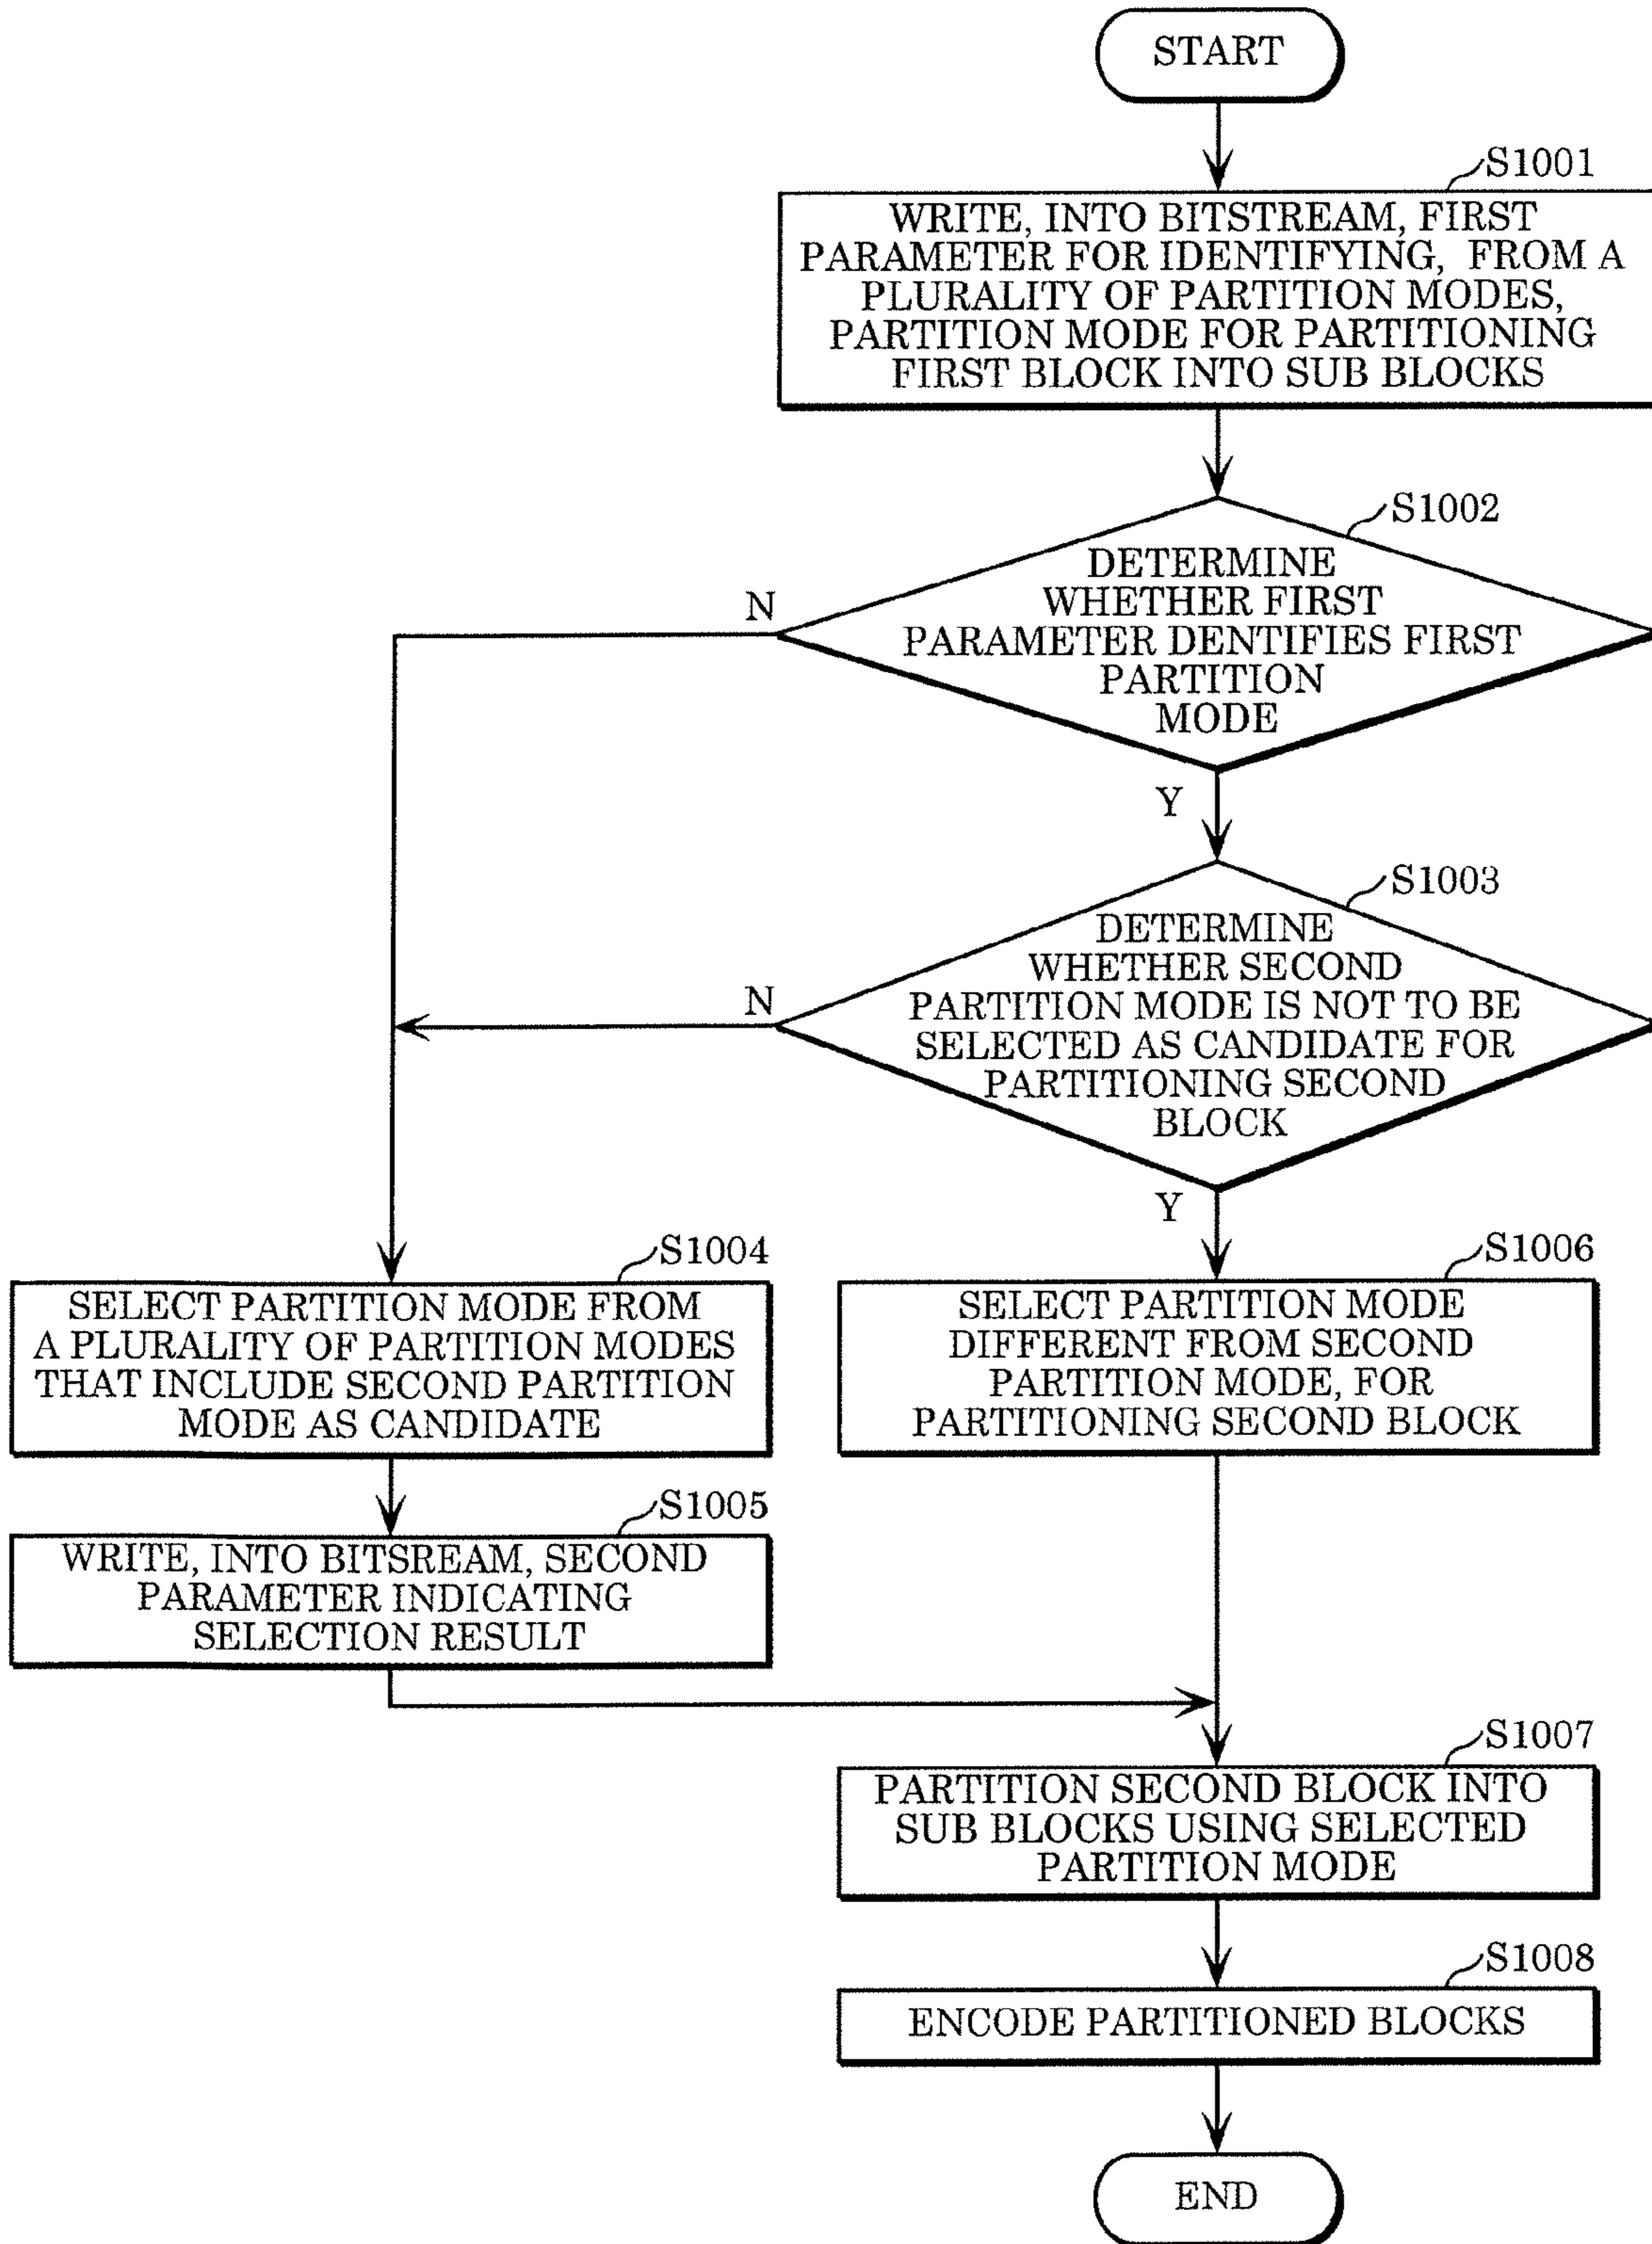 START
S1001
WRITE, INTO BITSTREAM, FIRST
PARAMETER FOR IDENTIFYING, FROM A
PLURALITY OF PARTITION MODES,
PARTITION MODE FOR PARTITIONING
FIRST BLOCK INTO SUB BLOCKS
S1002
DETERMINE
WHETHER FIRST
PARAMETER DENTIFIES FIRST
PARTITION
MODE
N
Y
S1003
DETERMINE
WHETHER SECOND
PARTITION MODE IS NOT TO BE
SELECTED AS CANDIDATE FOR
PARTITIONING SECOND
BLOCK
N
Y
S1004
SELECT PARTITION MODE FROM
A PLURALITY OF PARTITION MODES
THAT INCLUDE SECOND PARTITION
MODE AS CANDIDATE
S1006
SELECT PARTITION MODE
DIFFERENT FROM SECOND
PARTITION MODE, FOR
PARTITIONING SECOND BLOCK
S1005
WRITE, INTO BITSREAM, SECOND
PARAMETER INDICATING
SELECTION RESULT
S1007
PARTITION SECOND BLOCK INTO
SUB BLOCKS USING SELECTED
PARTITION MODE
S1008
ENCODE PARTITIONED BLOCKS
END